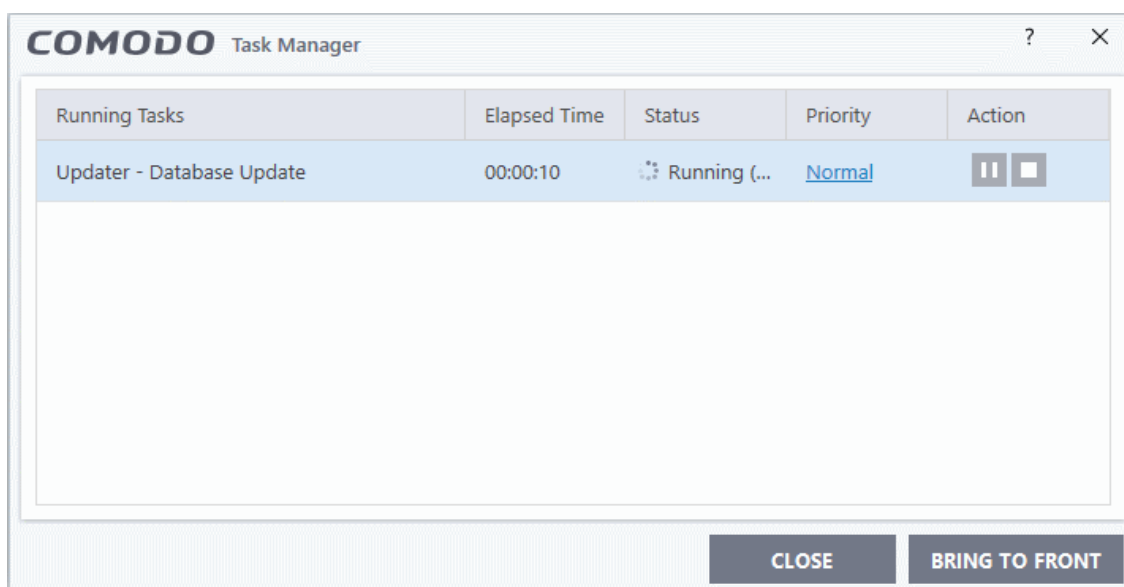 COMODO Task Manager ?
Running Tasks Elapsed Time Status Priority Action
Updater - Database Update 00:00:10 Running (... Normal
CLOSE BRING TO FRONT